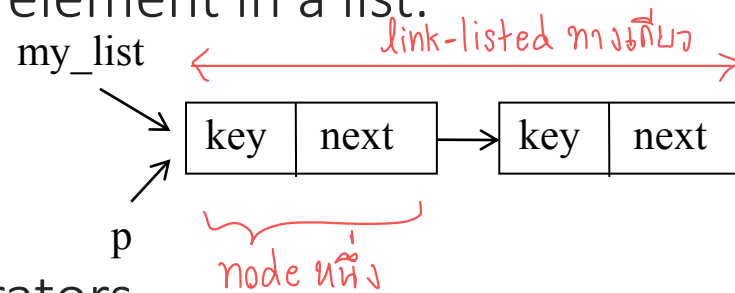 element in a list.
my_list
link-listed ทางเดียว
key next key next
p
node หนึ่ง